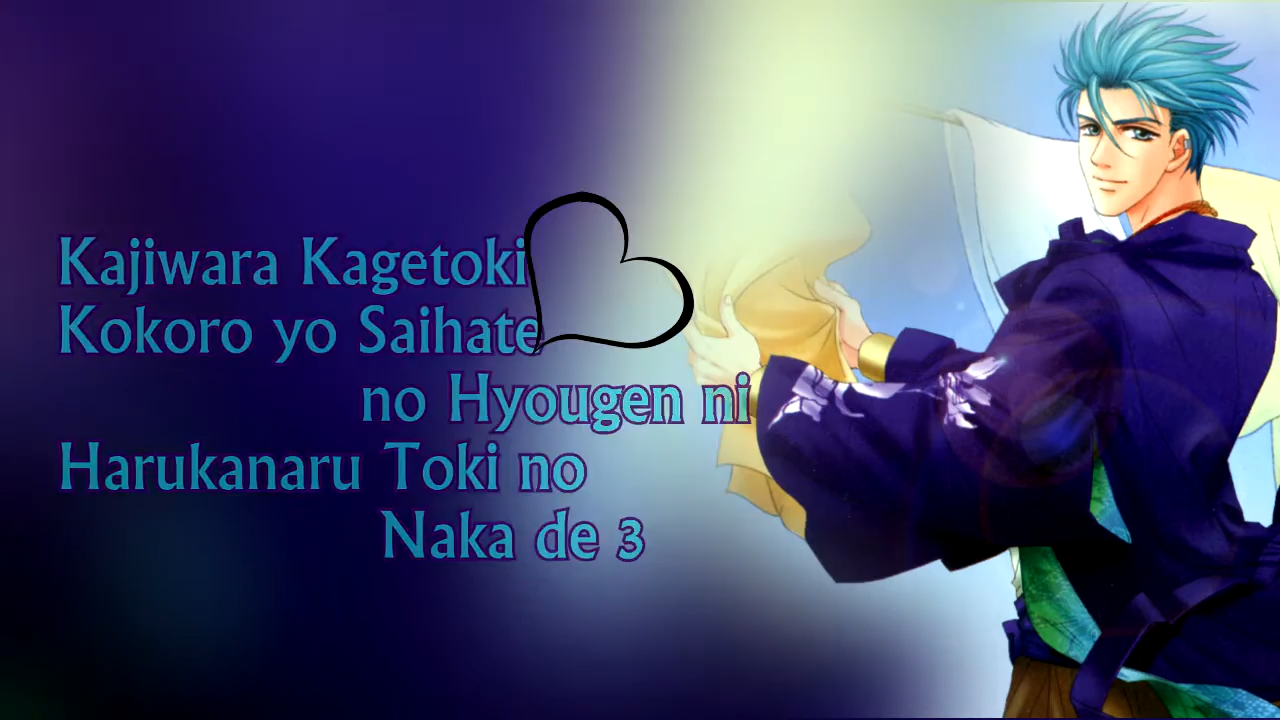 Kajiwara Kagetoki
Kokoro yo Saihate
no Hyougen ni
Harukanaru Toki no
Naka de 3